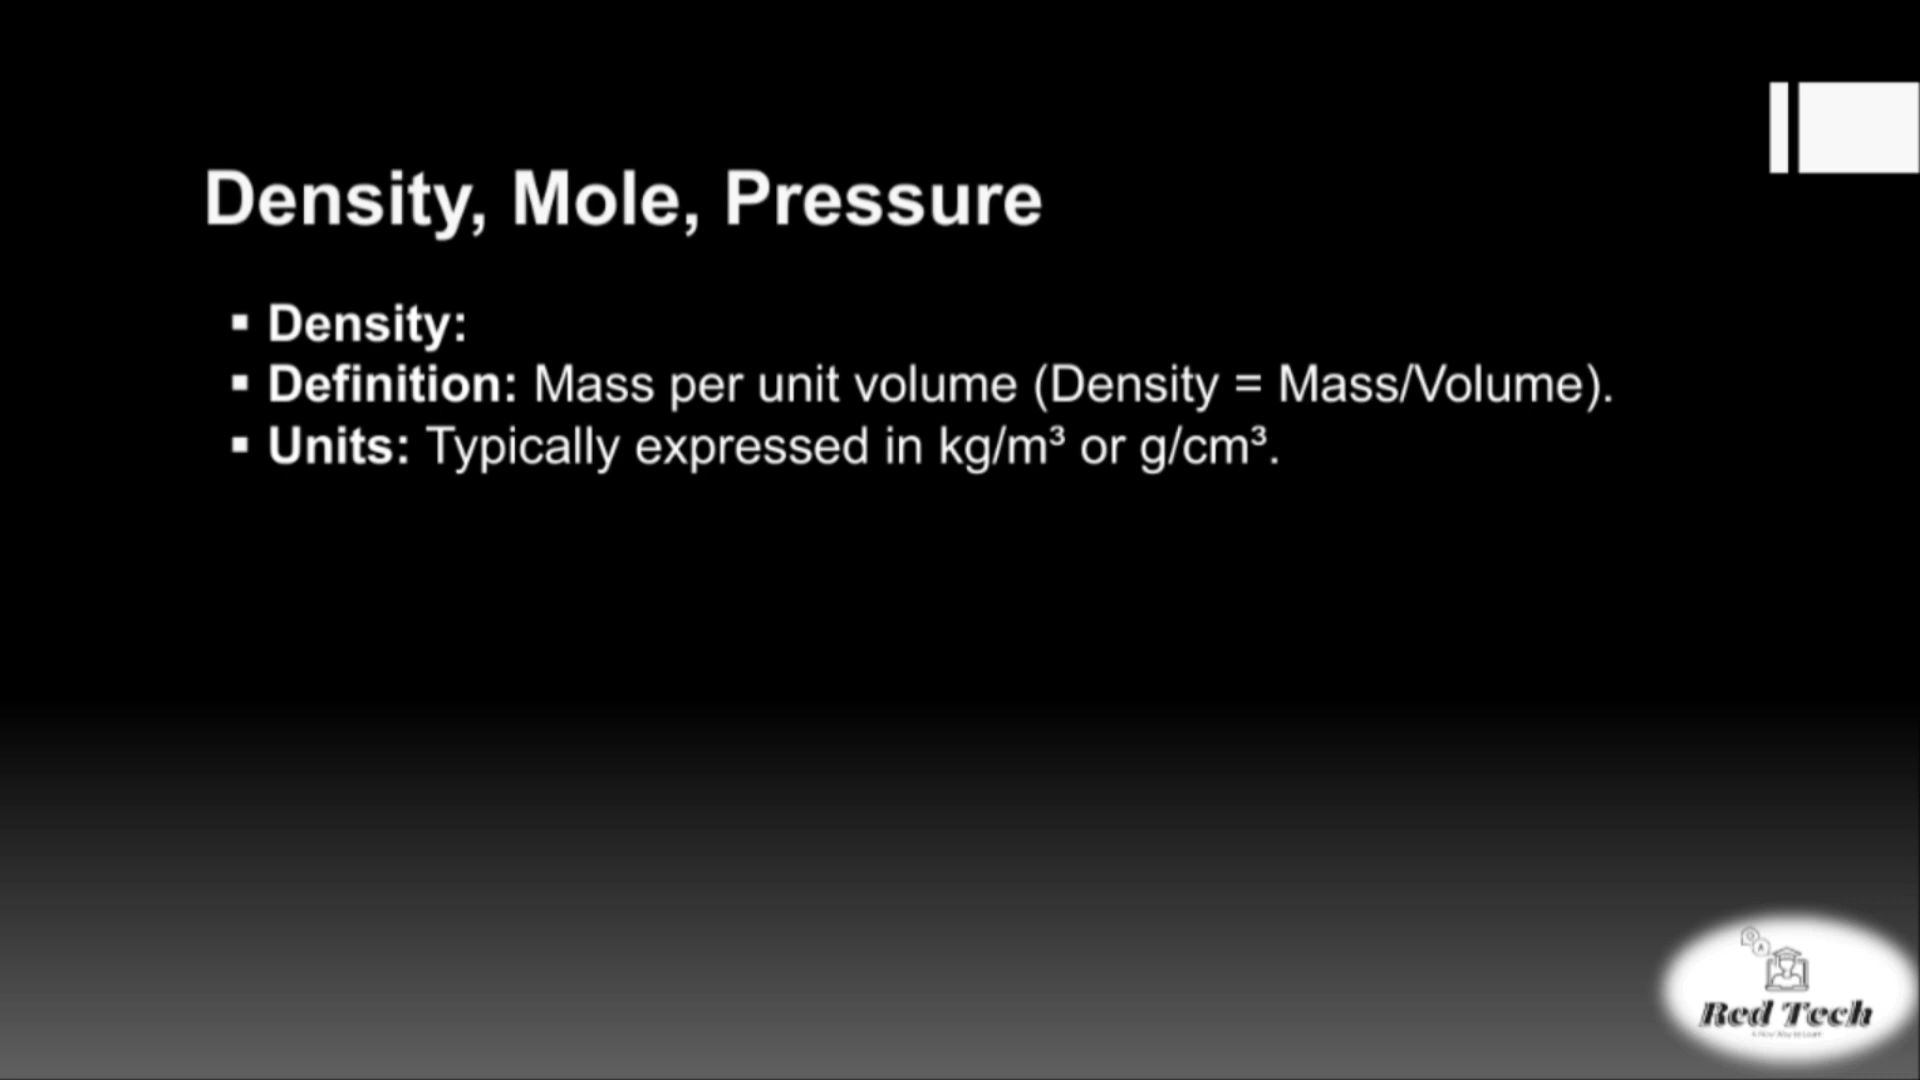 Density, Mole, Pressure
▪ Density:
▪ Definition: Mass per unit volume (Density = Mass/Volume).
▪ Units: Typically expressed in kg/m³ or g/cm³.
Q
A
Red Tech